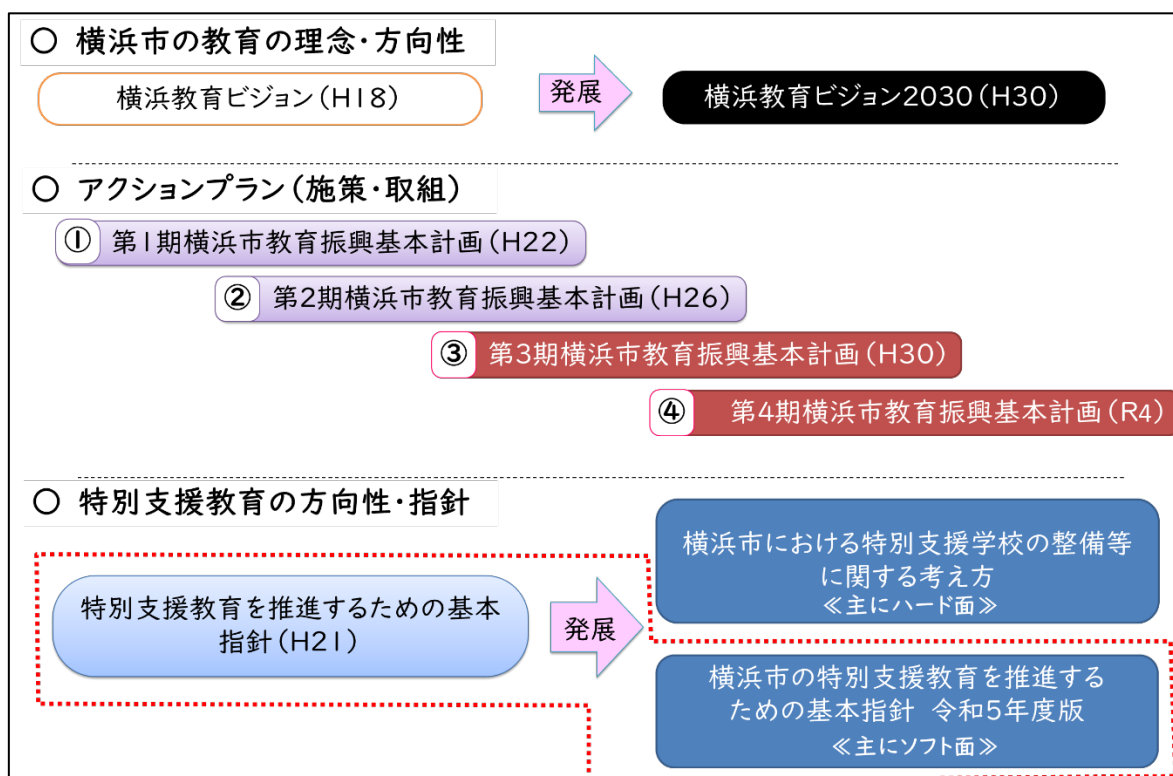 ○ 横浜市の教育の理念・方向性
横浜教育ビジョン(H18)
発展
横浜教育ビジョン2030(H30)
○ アクションプラン(施策・取組)
① 第1期横浜市教育振興基本計画(H22)
② 第2期横浜市教育振興基本計画(H26)
③ 第3期横浜市教育振興基本計画(H30)
④ 第4期横浜市教育振興基本計画(R4)
○ 特別支援教育の方向性・指針
特別支援教育を推進するための基本
指針(H21)
発展
横浜市における特別支援学校の整備等
に関する考え方
≪主にハード面≫
横浜市の特別支援教育を推進する
ための基本指針 令和5年度版
≪主にソフト面≫